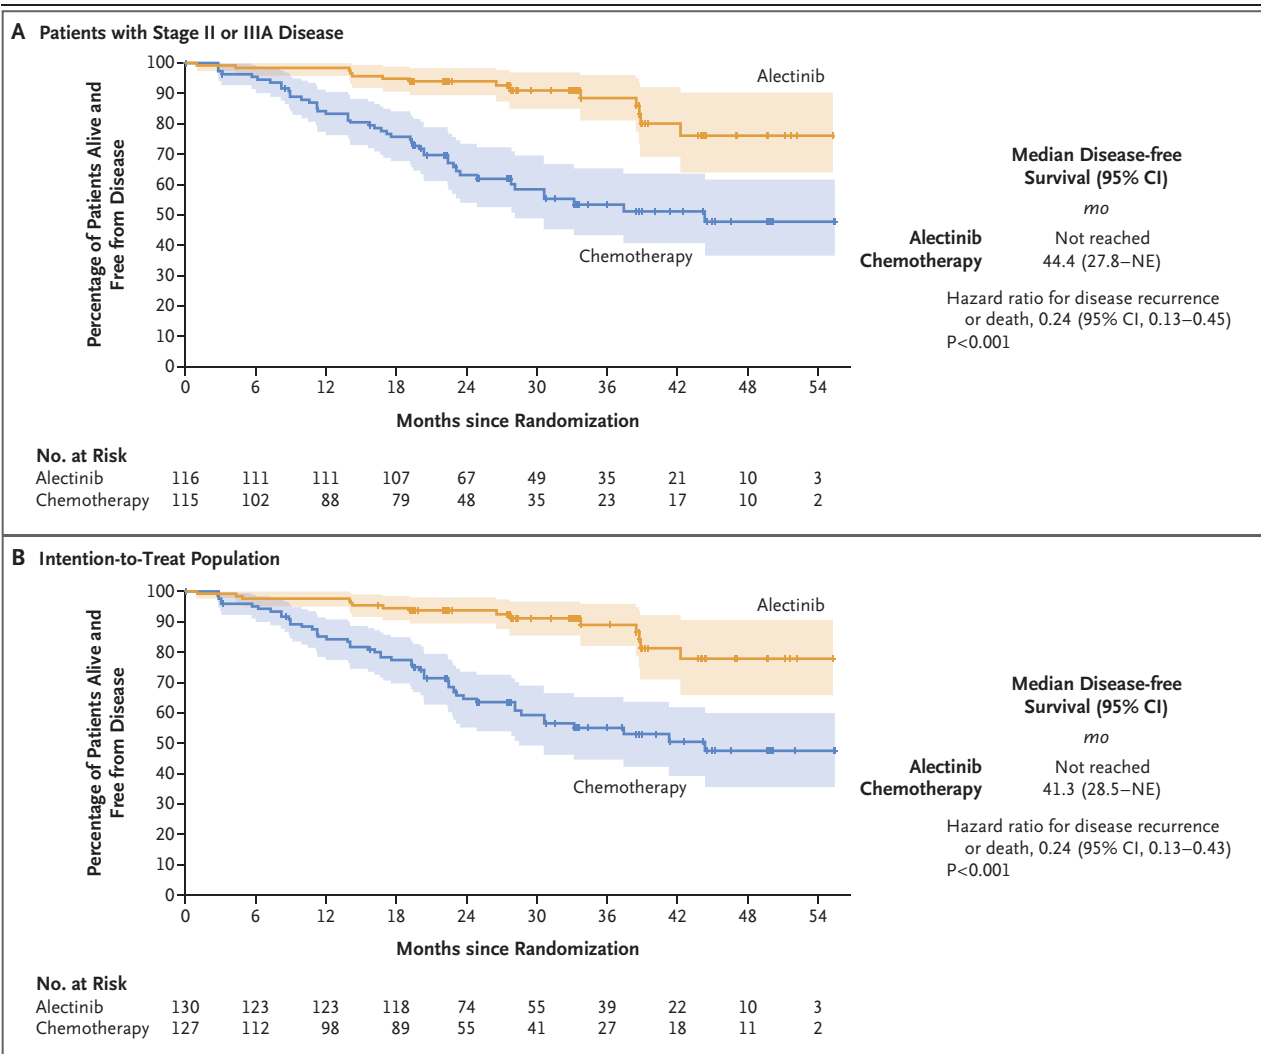 A Patients with Stage II or IIIA Disease
Percentage of Patients Alive and
Free from Disease
100
90
80
70
60
50
40
30
20
10
0
Alectinib
Chemotherapy
0 6 12 18 24 30 36 42 48 54
Months since Randomization
Median Disease-free
Survival (95% CI)
mo
Alectinib Not reached
Chemotherapy 44.4 (27.8–NE)
Hazard ratio for disease recurrence
or death, 0.24 (95% CI, 0.13–0.45)
P<0.001
No. at Risk
Alectinib 116 111 111 107 67 49 35 21 10 3
Chemotherapy 115 102 88 79 48 35 23 17 10 2
B Intention-to-Treat Population
Percentage of Patients Alive and
Free from Disease
100
90
80
70
60
50
40
30
20
10
0
Alectinib
Chemotherapy
0 6 12 18 24 30 36 42 48 54
Months since Randomization
Median Disease-free
Survival (95% CI)
mo
Alectinib Not reached
Chemotherapy 41.3 (28.5–NE)
Hazard ratio for disease recurrence
or death, 0.24 (95% CI, 0.13–0.43)
P<0.001
No. at Risk
Alectinib 130 123 123 118 74 55 39 22 10 3
Chemotherapy 127 112 98 89 55 41 27 18 11 2